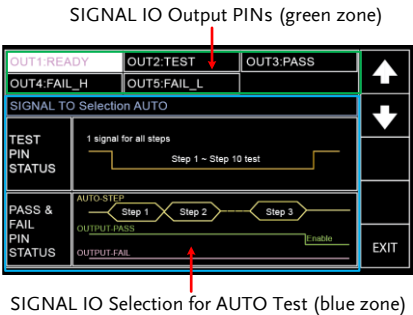 SIGNAL IO Output PINs (green zone)
OUT1:READY OUT2:TEST OUT3:PASS
OUT4:FAIL_H OUT5:FAIL_L
SIGNAL TO Selection AUTO
TEST
PIN
STATUS
1 signal for all steps
Step 1 ~ Step 10 test
PASS &
FAIL
PIN
STATUS
AUTO-STEP
Step 1 Step 2 Step 3
OUTPUT-PASS
Enable
OUTPUT-FAIL
EXIT
SIGNAL IO Selection for AUTO Test (blue zone)